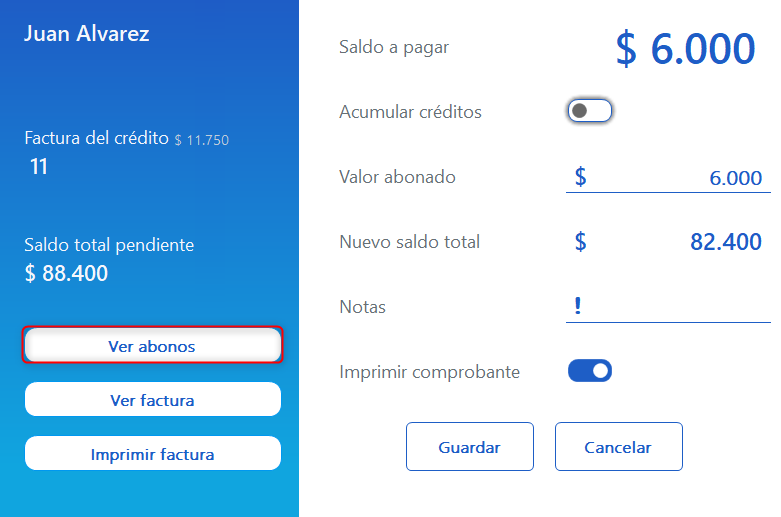 Juan Alvarez
Factura del crédito $ 11.750
11
Saldo total pendiente
$ 88.400
Ver abonos
Ver factura
Imprimir factura
Saldo a pagar $ 6.000
Acumular créditos
Valor abonado $ 6.000
Nuevo saldo total $ 82.400
Notas !
Imprimir comprobante
Guardar Cancelar